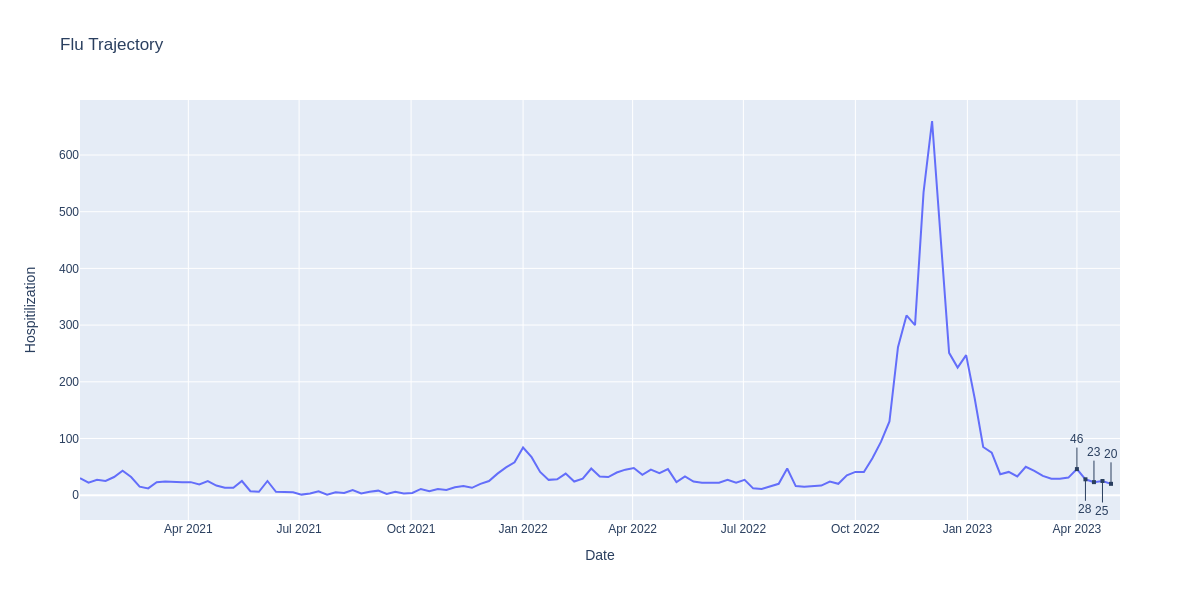 Flu Trajectory
600
500
400
300
200
100
0
Hospitilization
46
23
20
28
25
Apr 2021
Jul 2021
Oct 2021
Jan 2022
Apr 2022
Jul 2022
Oct 2022
Jan 2023
Apr 2023
Date